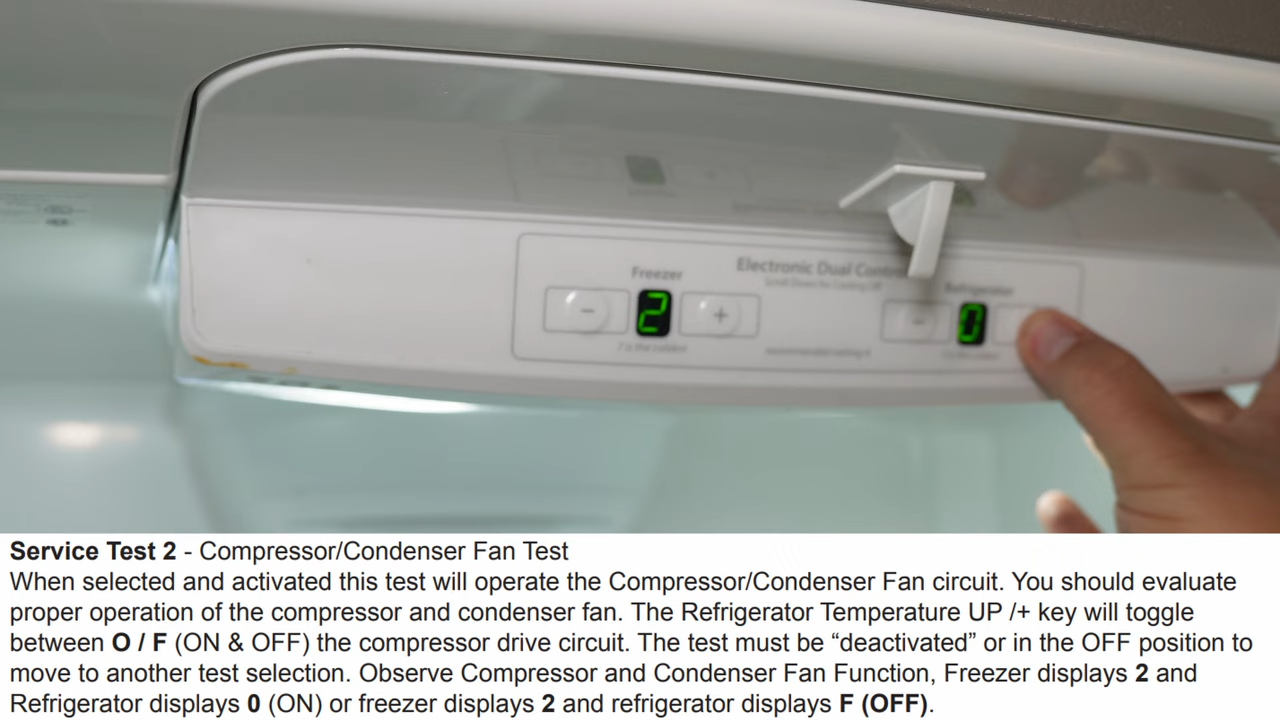 Freezer
Electronic Dual
Refrigerator
−
2
+
−
0
Service Test 2 - Compressor/Condenser Fan Test
When selected and activated this test will operate the Compressor/Condenser Fan circuit. You should evaluate
proper operation of the compressor and condenser fan. The Refrigerator Temperature UP /+ key will toggle
between O / F (ON & OFF) the compressor drive circuit. The test must be “deactivated” or in the OFF position to
move to another test selection. Observe Compressor and Condenser Fan Function, Freezer displays 2 and
Refrigerator displays 0 (ON) or freezer displays 2 and refrigerator displays F (OFF).